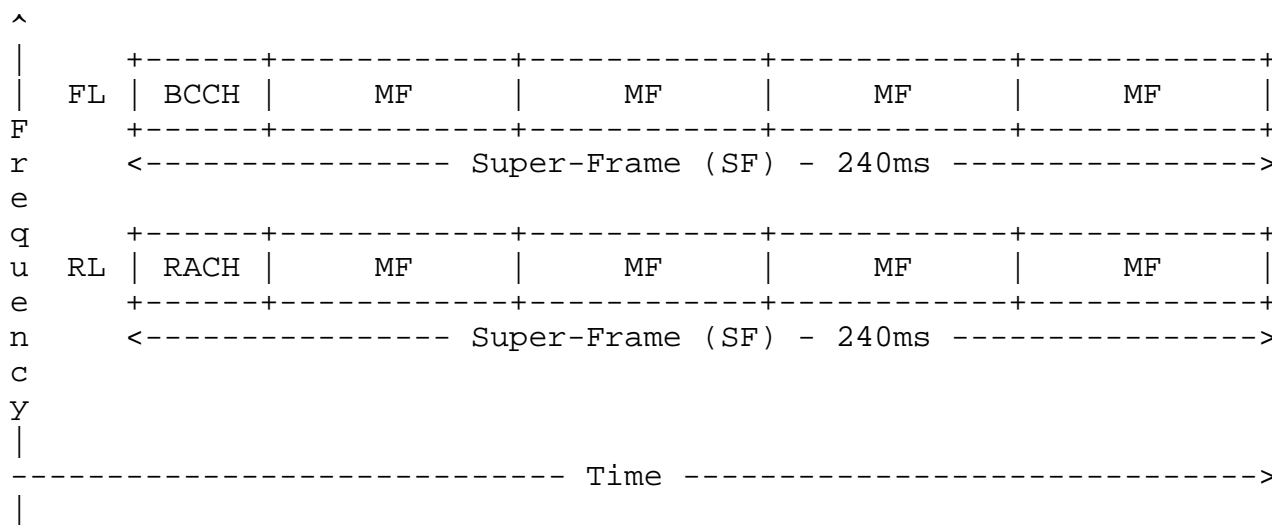 ^
|      +------+------------+------------+------------+------------+
|  FL  | BCCH |     MF     |     MF     |     MF     |     MF     |
F      +------+------------+------------+------------+------------+
r      <---------------- Super-Frame (SF) - 240ms ---------------->
e
q      +------+------------+------------+------------+------------+
u  RL  | RACH |     MF     |     MF     |     MF     |     MF     |
e      +------+------------+------------+------------+------------+
n      <---------------- Super-Frame (SF) - 240ms ---------------->
c
y
|
----------------------------- Time ------------------------------>
|